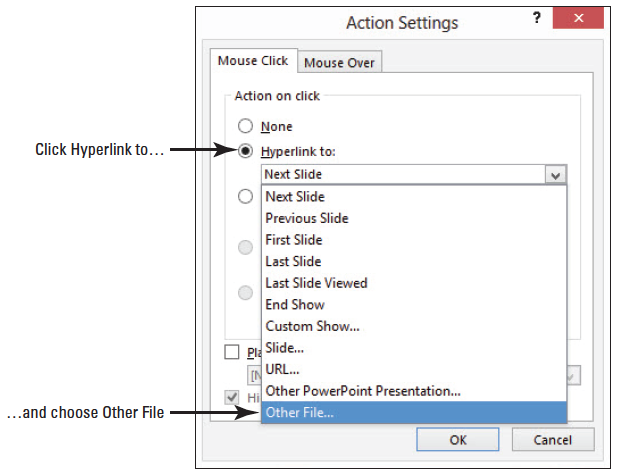 Action Settings
?
Mouse Click
Mouse Over
Action on click
None
Click Hyperlink to…
Hyperlink to:
Next Slide
Next Slide
Previous Slide
First Slide
Last Slide
Last Slide Viewed
End Show
Custom Show...
Slide...
URL...
Other PowerPoint Presentation...
…and choose Other File
Other File...
OK
Cancel